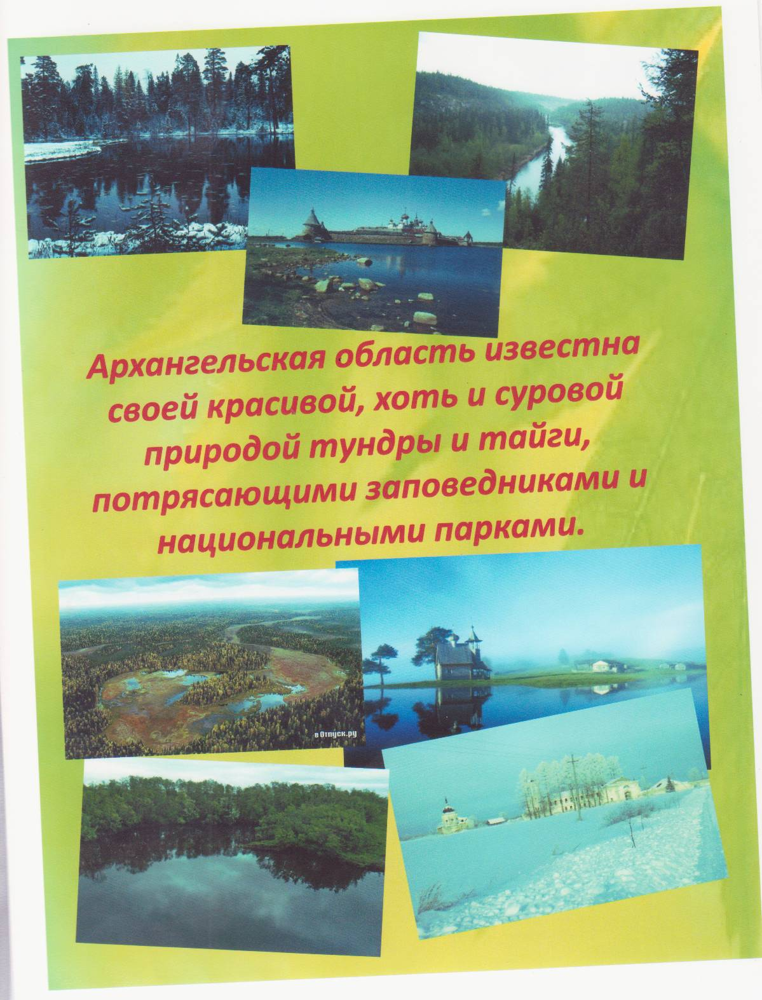 Архангельская область известна
своей красивой, хоть и суровой
природой тундры и тайги,
потрясающими заповедниками и
национальными парками.
в Отпуск.ру